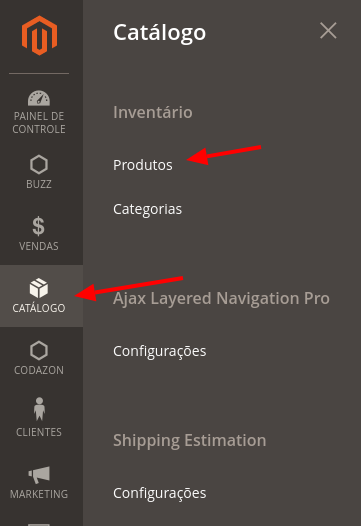 Catálogo
PAINEL DE
CONTROLE
BUZZ
VENDAS
CATÁLOGO
CODAZON
CLIENTES
MARKETING
Inventário
Produtos
Categorias
Ajax Layered Navigation Pro
Configurações
Shipping Estimation
Configurações